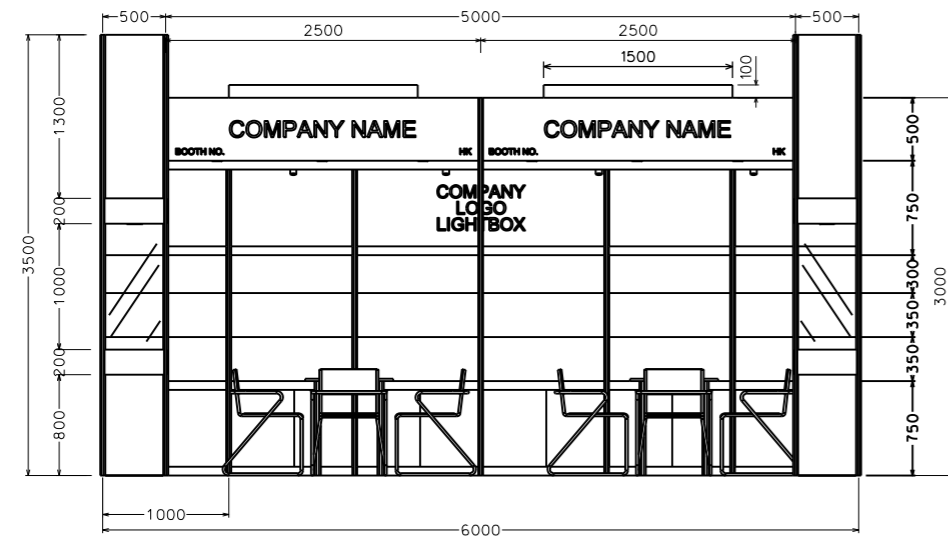 500
5000
500
2500
2500
1500
100
COMPANY NAME
COMPANY NAME
BOOTH NO.
HK
BOOTH NO.
HK
COMPANY
LOGO
LIGHTBOX
3500
1300
200
1000
200
800
500
750
300
350
350
750
3000
1000
6000